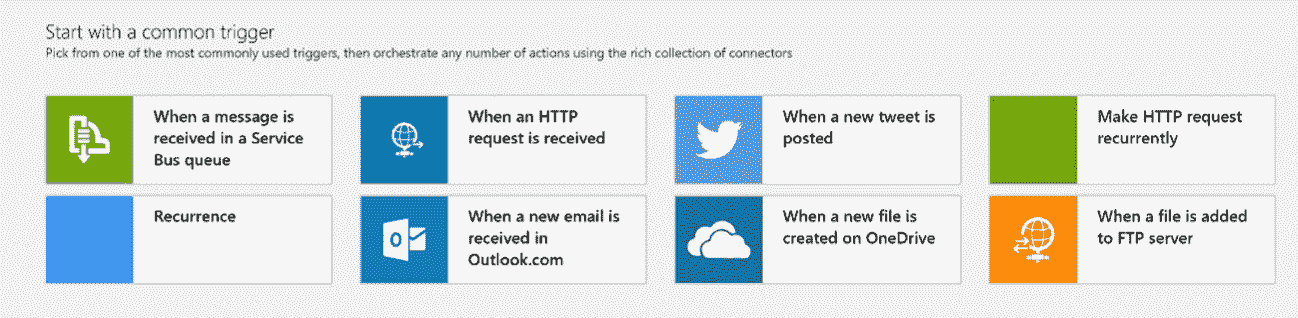 Start with a common trigger
Pick from one of the most commonly used triggers, then orchestrate any number of actions using the rich collection of connectors
When a message is
received in a Service
Bus queue
When an HTTP
request is received
When a new tweet is
posted
Make HTTP request
recurrently
Recurrence
When a new email is
received in
Outlook.com
When a new file is
created on OneDrive
When a file is added
to FTP server